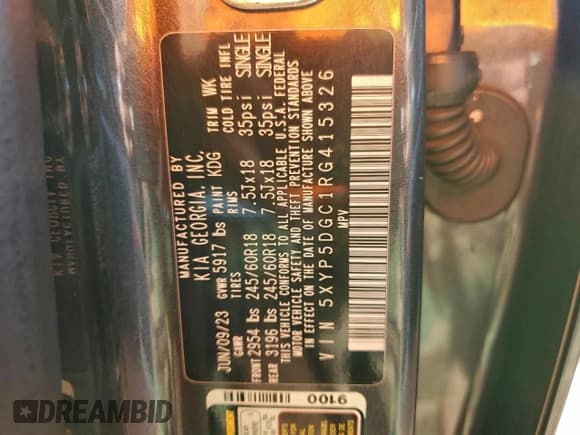 MANUFACTURED BY
KIA GEORGIA, INC.
JUN/09/23 GVWR 5917 lbs PAINT KDG TRIM WK
GAWR TIRES RIMS COLD TIRE INFL
FRONT 2954 lbs 245/60R18 7.5Jx18 35psi SINGLE
REAR 3196 lbs 245/60R18 7.5Jx18 35psi SINGLE
THIS VEHICLE CONFORMS TO ALL APPLICABLE U.S.A. FEDERAL
MOTOR VEHICLE SAFETY AND THEFT PREVENTION STANDARDS
IN EFFECT ON THE DATE OF MANUFACTURE SHOWN ABOVE
VIN 5XYP5DGC1RG415326
MPV
9100
DREAMBID